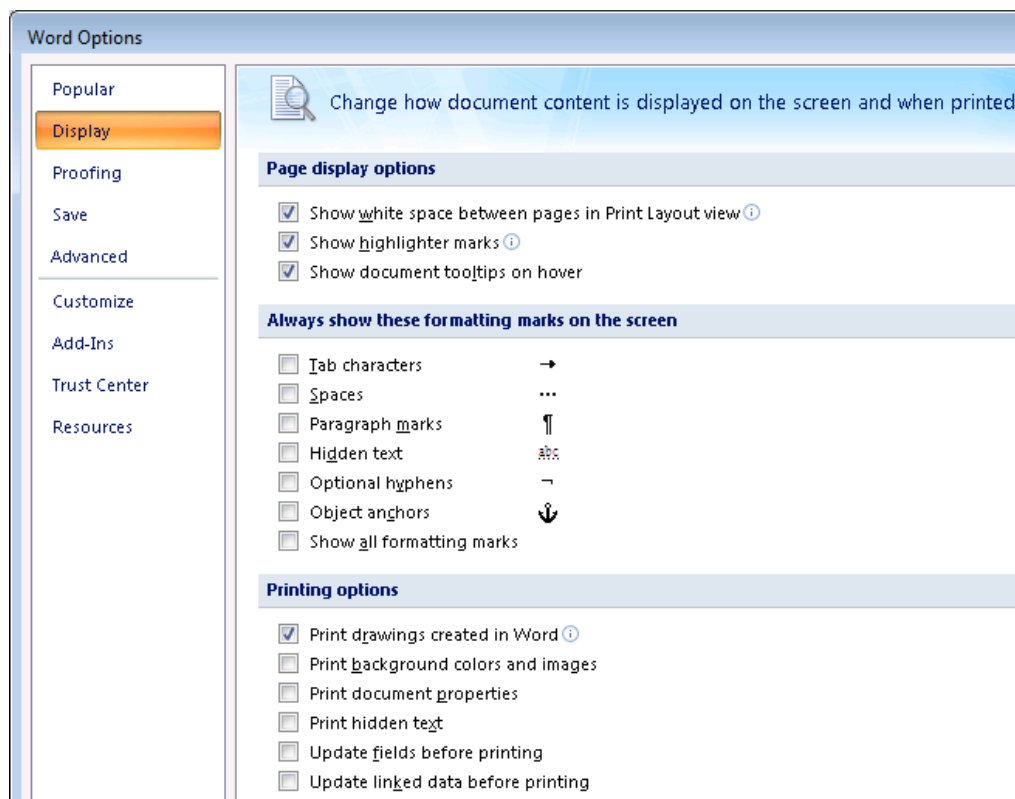 Word Options
Popular
Display
Proofing
Save
Advanced
Customize
Add-Ins
Trust Center
Resources
Change how document content is displayed on the screen and when printed
Page display options
Show white space between pages in Print Layout view
Show highlighter marks
Show document tooltips on hover
Always show these formatting marks on the screen
Tab characters →
Spaces ···
Paragraph marks ¶
Hidden text abc
Optional hyphens ¬
Object anchors ⚓
Show all formatting marks
Printing options
Print drawings created in Word
Print background colors and images
Print document properties
Print hidden text
Update fields before printing
Update linked data before printing